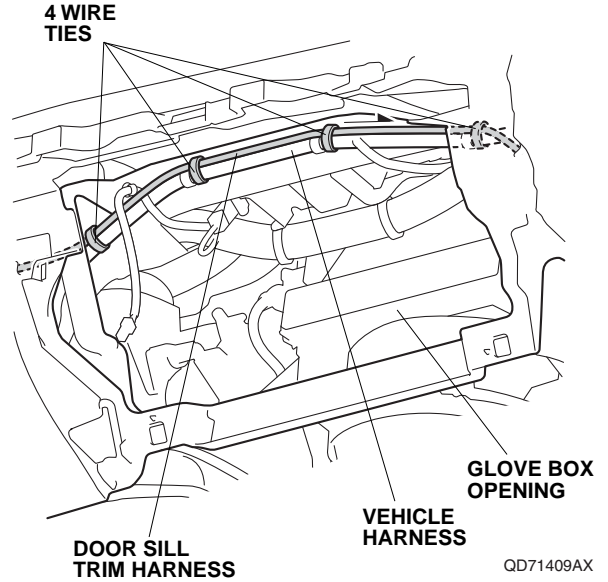 4 WIRE
TIES
GLOVE BOX
OPENING
VEHICLE
HARNESS
DOOR SILL
TRIM HARNESS
QD71409AX